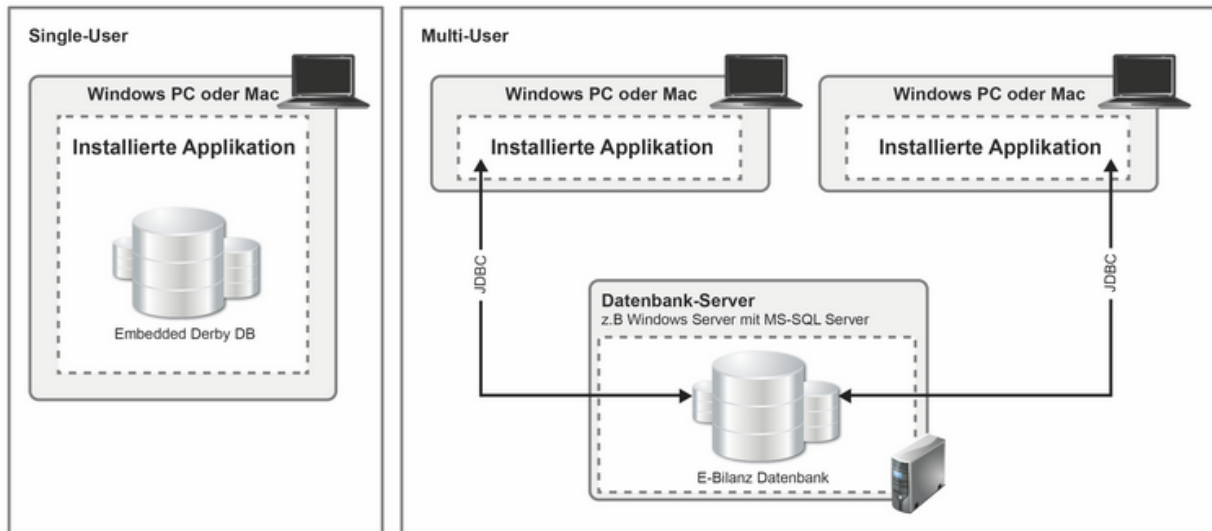 Single-User
Windows PC oder Mac
Installierte Applikation
Embedded Derby DB
Multi-User
Windows PC oder Mac
Installierte Applikation
Windows PC oder Mac
Installierte Applikation
JDBC
JDBC
Datenbank-Server
z.B Windows Server mit MS-SQL Server
E-Bilanz Datenbank